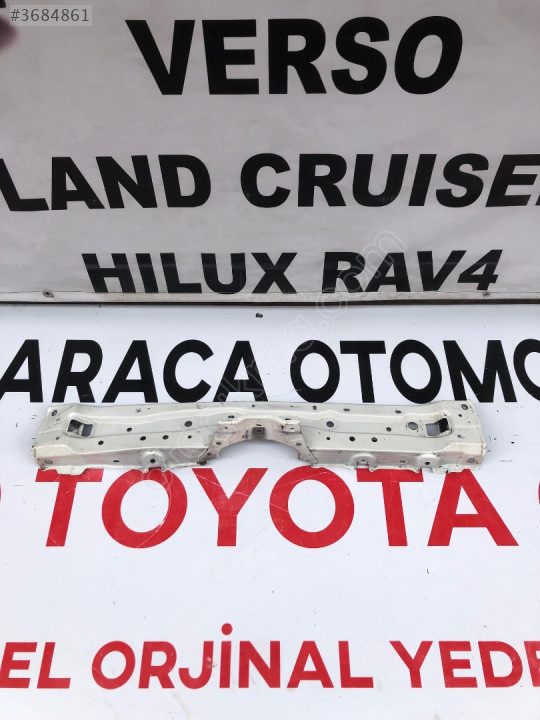 #3684861
VERSO
LAND CRUISE
HILUX RAV4
ARACA OTOMO
TOYOTA
EL ORJİNAL YEDE